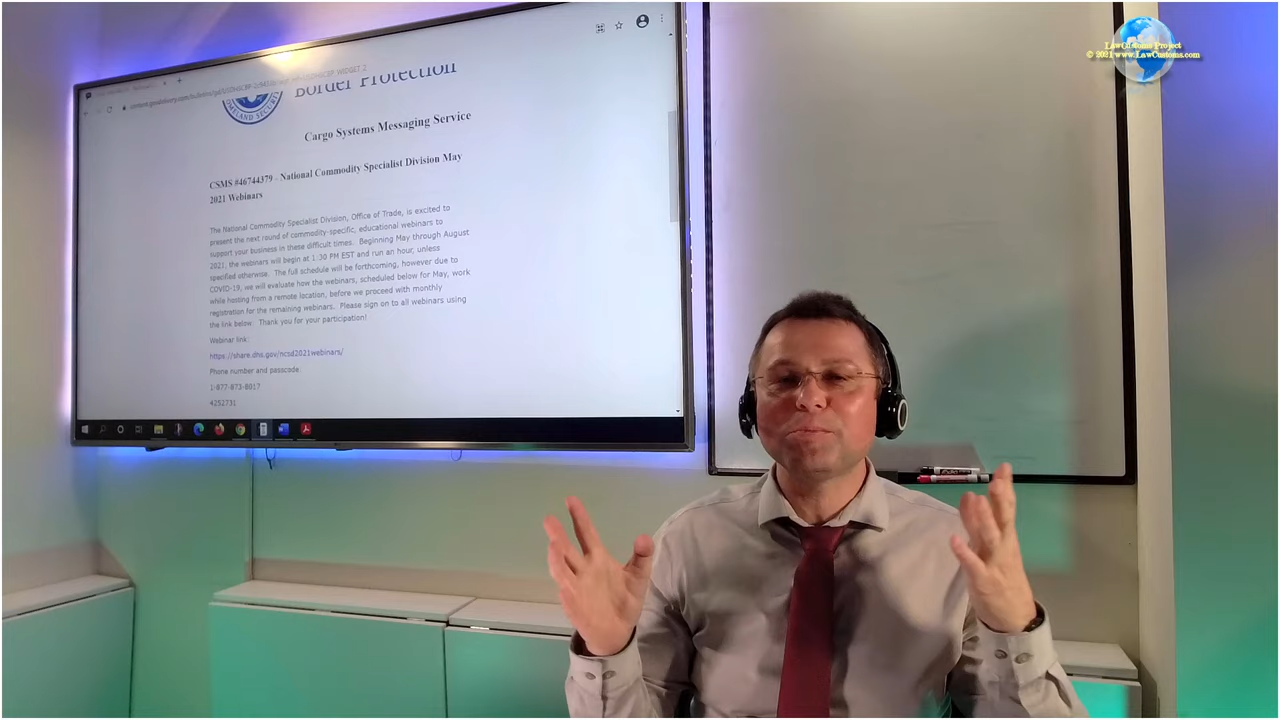 LawCustoms Project
© 2021 www.LawCustoms.com
Border Protection
Cargo Systems Messaging Service
CSMS #46744379 - National Commodity Specialist Division May
2021 Webinars
The National Commodity Specialist Division, Office of Trade, is excited to
present the next round of commodity-specific, educational webinars to
support your business in these difficult times. Beginning May through August
2021, the webinars will begin at 1:30 PM EST and run an hour, unless
specified otherwise. The full schedule will be forthcoming, however due to
COVID-19, we will evaluate how the webinars, scheduled below for May, work
while hosting from a remote location, before we proceed with monthly
registration for the remaining webinars. Please sign on to all webinars using
the link below: Thank you for your participation!
Webinar link:
https://share.dhs.gov/ncsd2021webinars/
Phone number and passcode:
1-877-873-8017
4252731